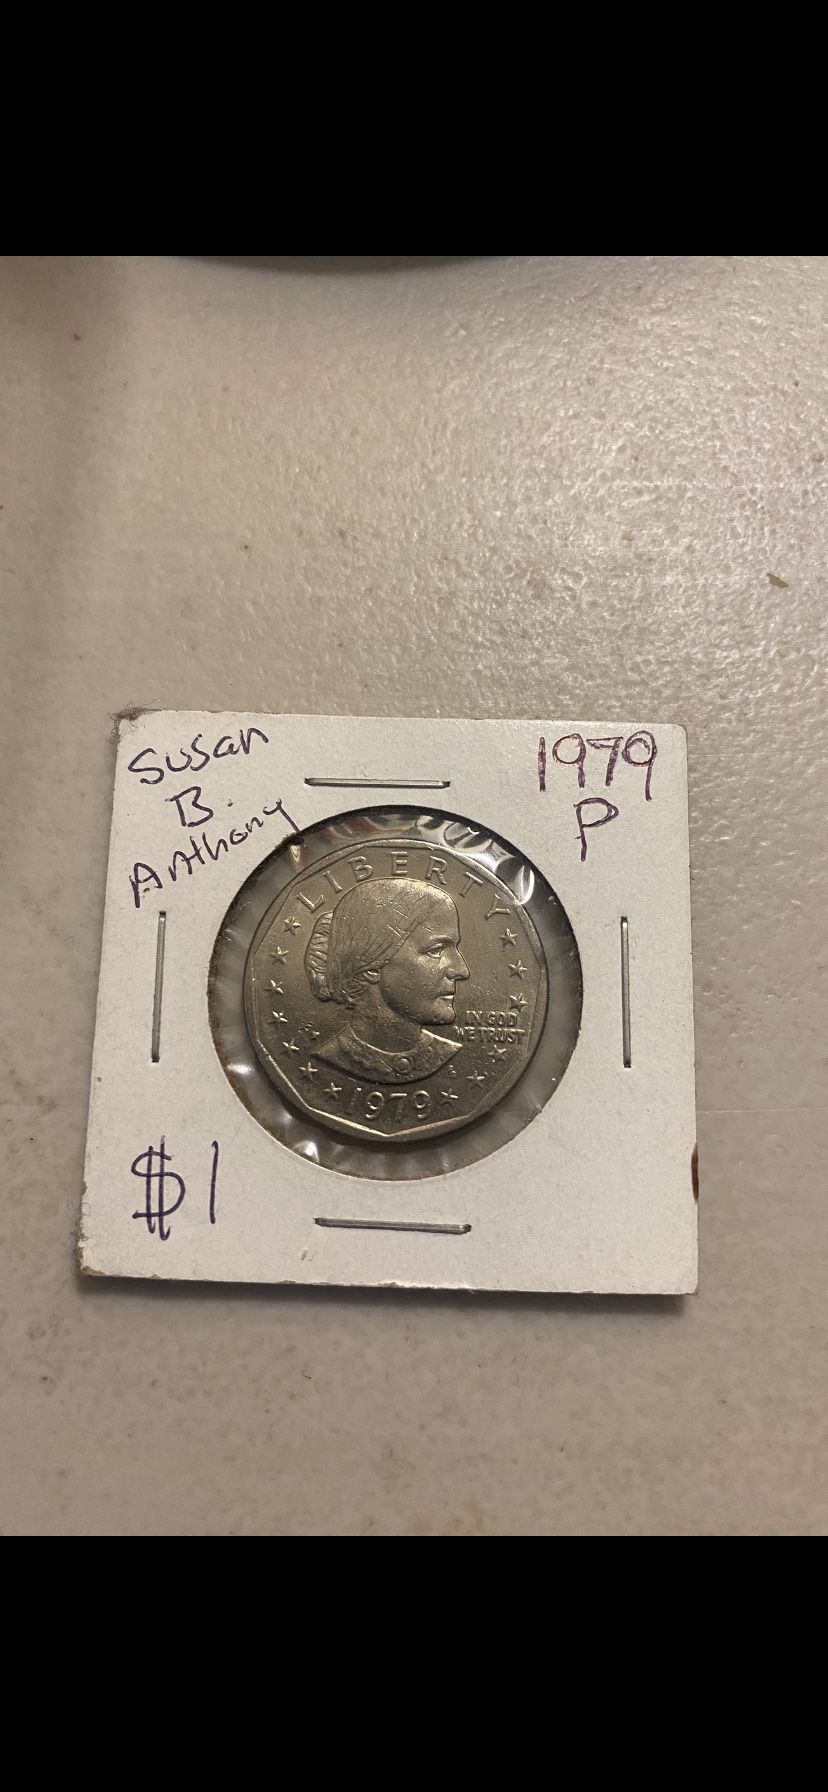 Susan
B.
Anthony
1979
P
LIBERTY
IN GOD
WE TRUST
1979
$1